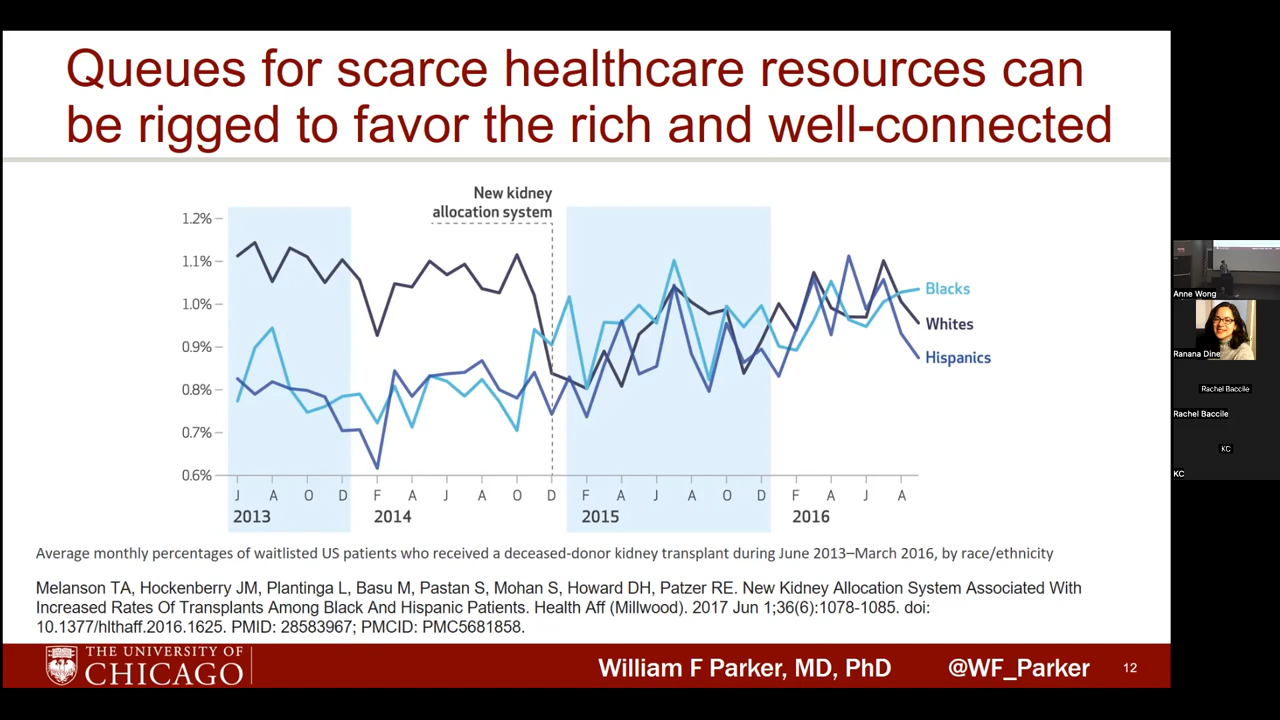 Queues for scarce healthcare resources can
be rigged to favor the rich and well-connected
New kidney
allocation system
1.2%
1.1%
1.0%
0.9%
0.8%
0.7%
0.6%
Blacks
Whites
Hispanics
J A O D F A J A O D F A J A O D F A J A
2013 2014 2015 2016
Average monthly percentages of waitlisted US patients who received a deceased-donor kidney transplant during June 2013–March 2016, by race/ethnicity
Melanson TA, Hockenberry JM, Plantinga L, Basu M, Pastan S, Mohan S, Howard DH, Patzer RE. New Kidney Allocation System Associated With
Increased Rates Of Transplants Among Black And Hispanic Patients. Health Aff (Millwood). 2017 Jun 1;36(6):1078-1085. doi:
10.1377/hlthaff.2016.1625. PMID: 28583967; PMCID: PMC5681858.
THE UNIVERSITY OF
CHICAGO
William F Parker, MD, PhD @WF_Parker 12
Anne Wong
Ranana Dine
Rachel Baccile
Rachel Baccile
KC
KC